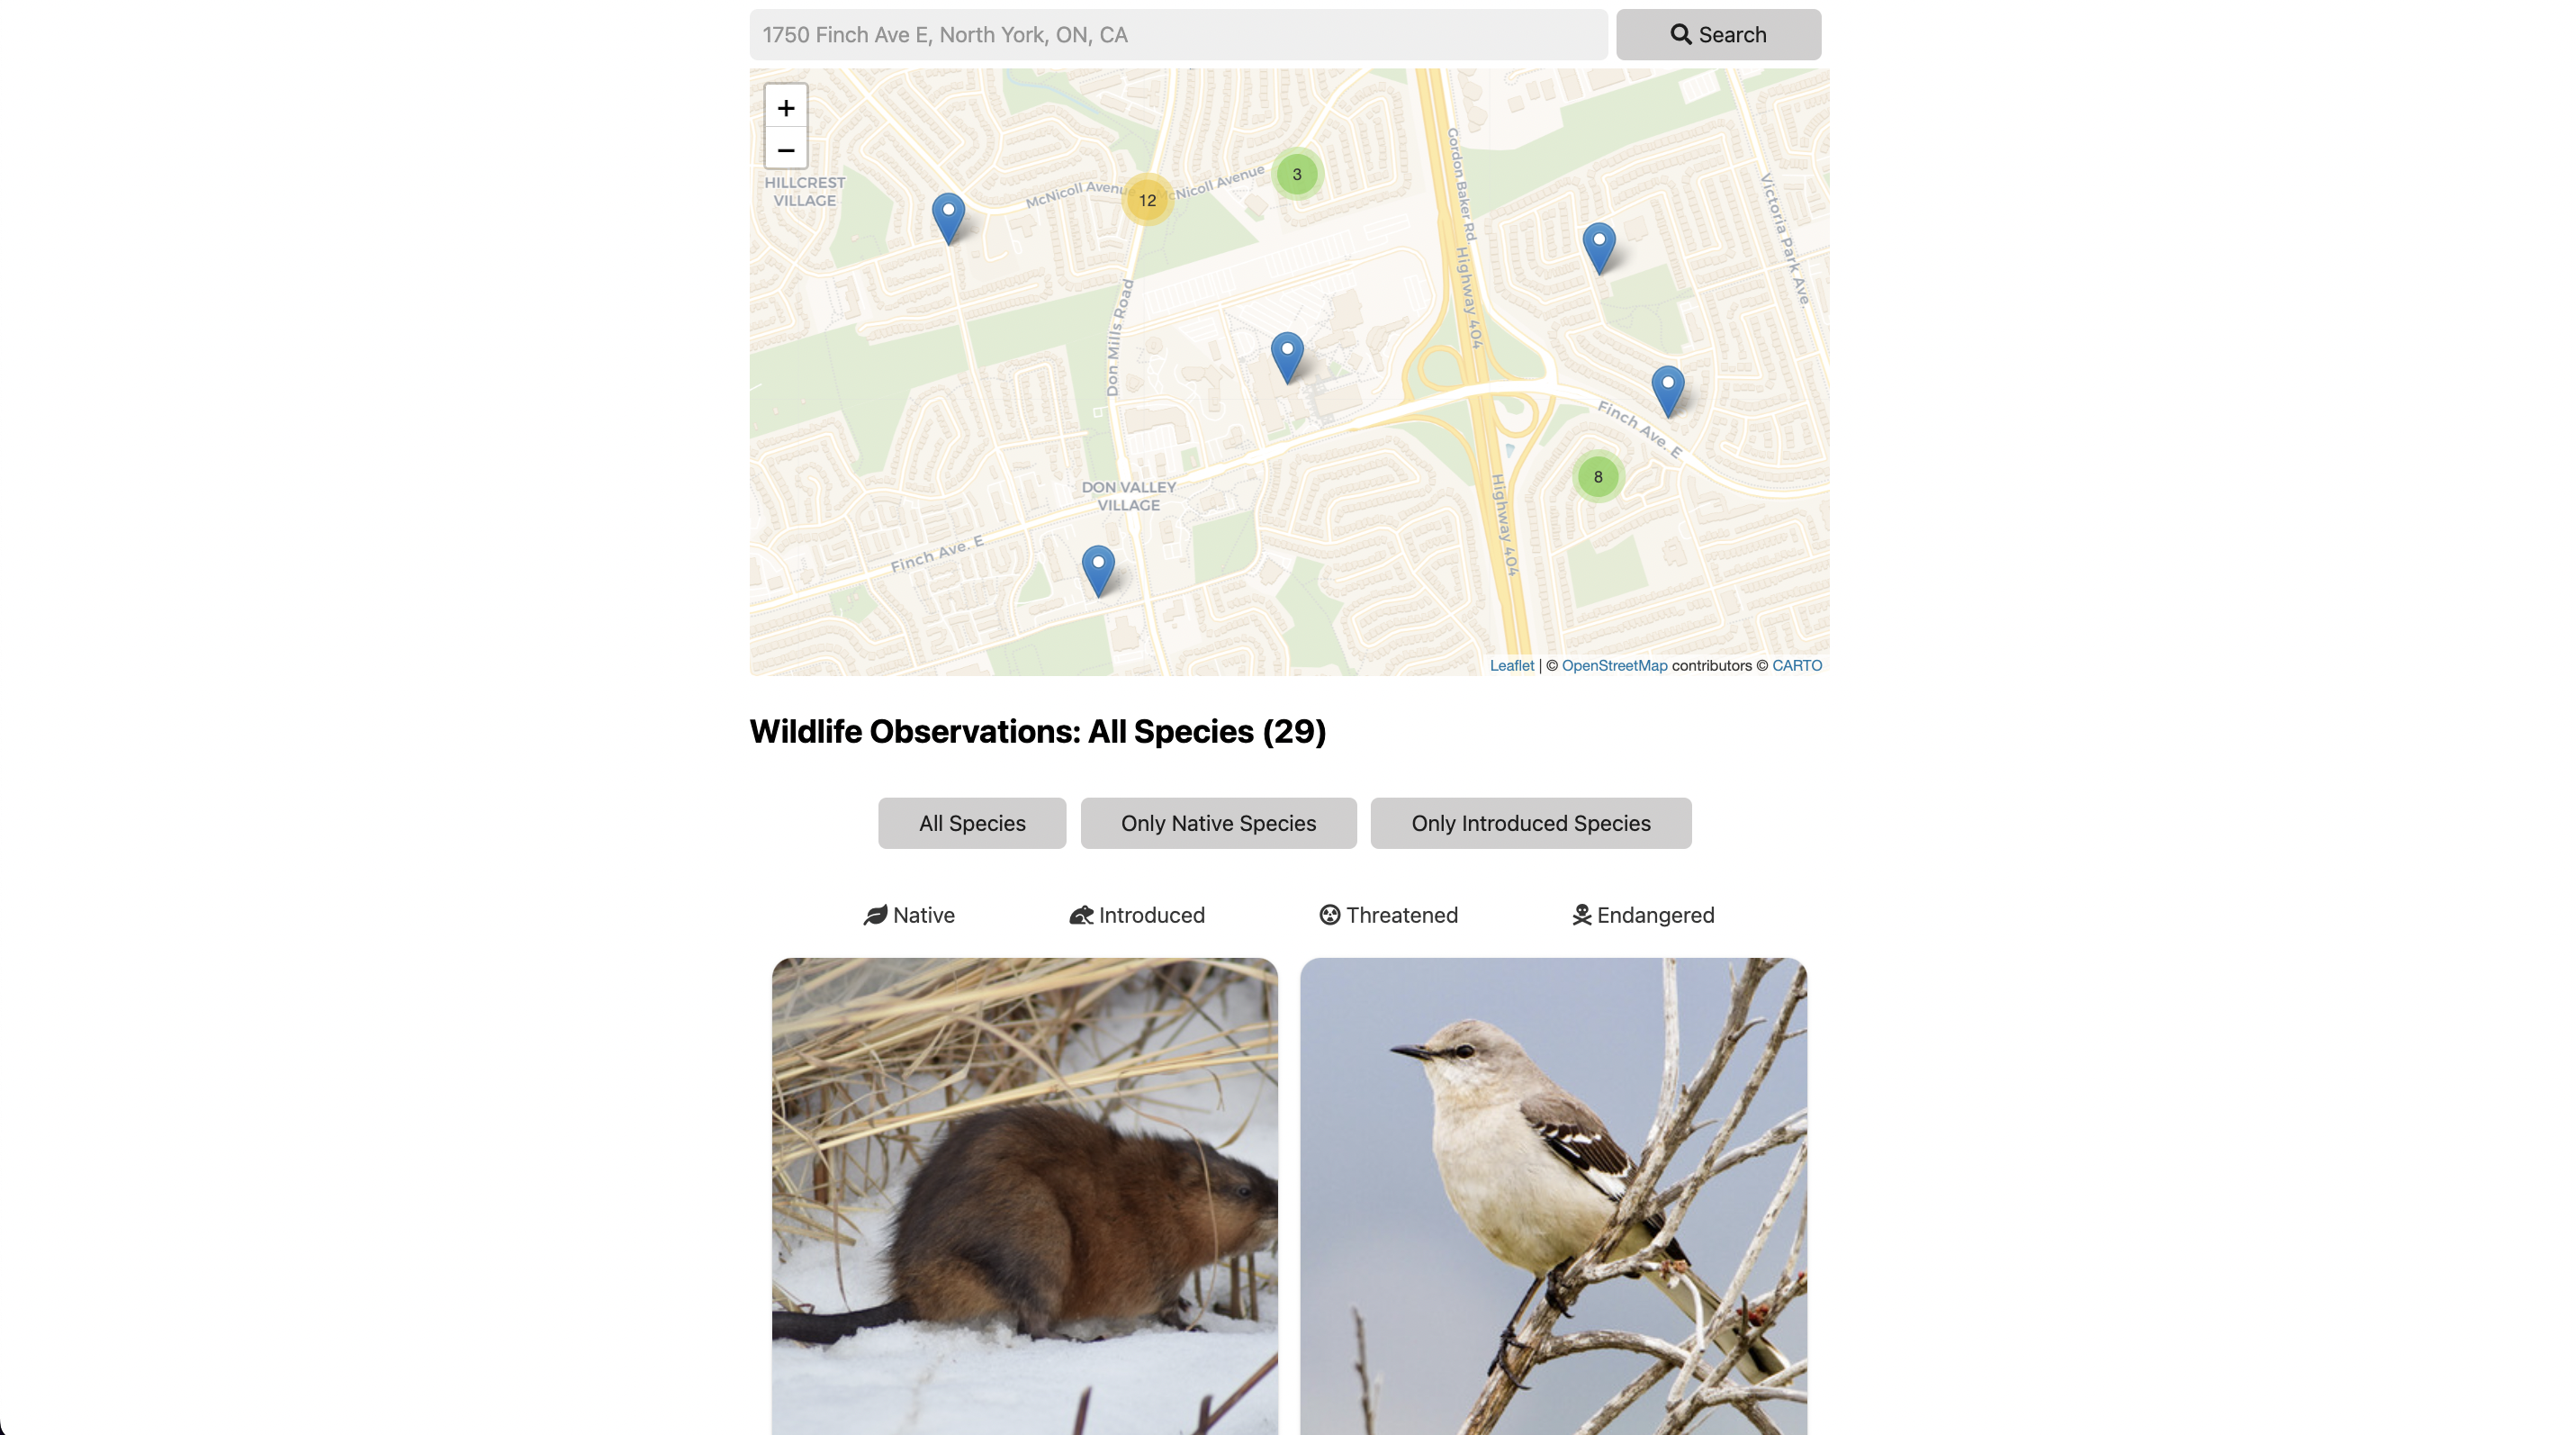 1750 Finch Ave E, North York, ON, CA
Search
+
−
HILLCREST
VILLAGE
McNicoll Avenue
12
McNicoll Avenue
3
Gordon Baker Rd
Victoria Park Ave.
Highway 404
Don Mills Road
Finch Ave. E
8
Highway 404
DON VALLEY
VILLAGE
Finch Ave. E
Leaflet | © OpenStreetMap contributors © CARTO
Wildlife Observations: All Species (29)
All Species
Only Native Species
Only Introduced Species
Native
Introduced
Threatened
Endangered